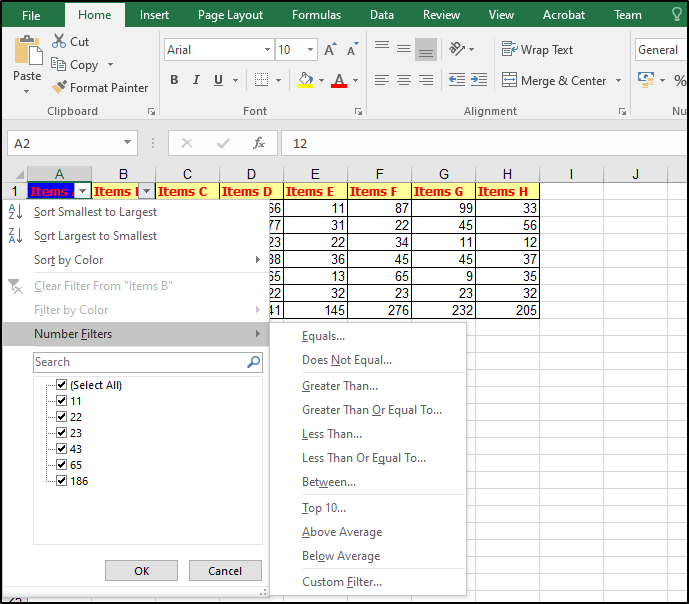 File Home Insert Page Layout Formulas Data Review View Acrobat Team
Cut
Copy
Format Painter
Paste
Clipboard
Arial 10 A A
B I U A
Font
Wrap Text
Merge & Center
Alignment
General
%
Nu
A2 fx 12
A B C D E F G H I J
1 Items Items Items C Items D Items E Items F Items G Items H
66 11 87 99 33
77 31 22 45 56
23 22 34 11 12
38 36 45 45 37
65 13 65 9 35
22 32 23 23 32
41 145 276 232 205
Sort Smallest to Largest
Sort Largest to Smallest
Sort by Color
Clear Filter From "Items B"
Filter by Color
Number Filters
Search
(Select All)
11
22
23
43
65
186
OK Cancel
Equals...
Does Not Equal...
Greater Than...
Greater Than Or Equal To...
Less Than...
Less Than Or Equal To...
Between...
Top 10...
Above Average
Below Average
Custom Filter...